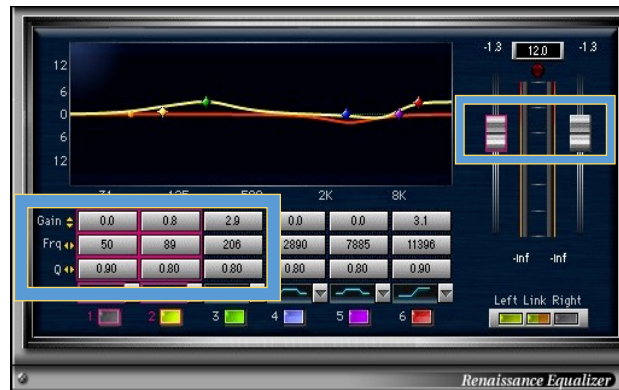 -1.3 12.0 -1.3
12
6
0
6
12
2K 8K
Gain 0.0 0.8 2.9 0.0 0.0 3.1
Frq 50 89 206 2890 7885 11396
Q 0.90 0.80 0.80 0.80 0.80 0.90
-Inf -Inf
Left Link Right
1 2 3 4 5 6
Renaissance Equalizer